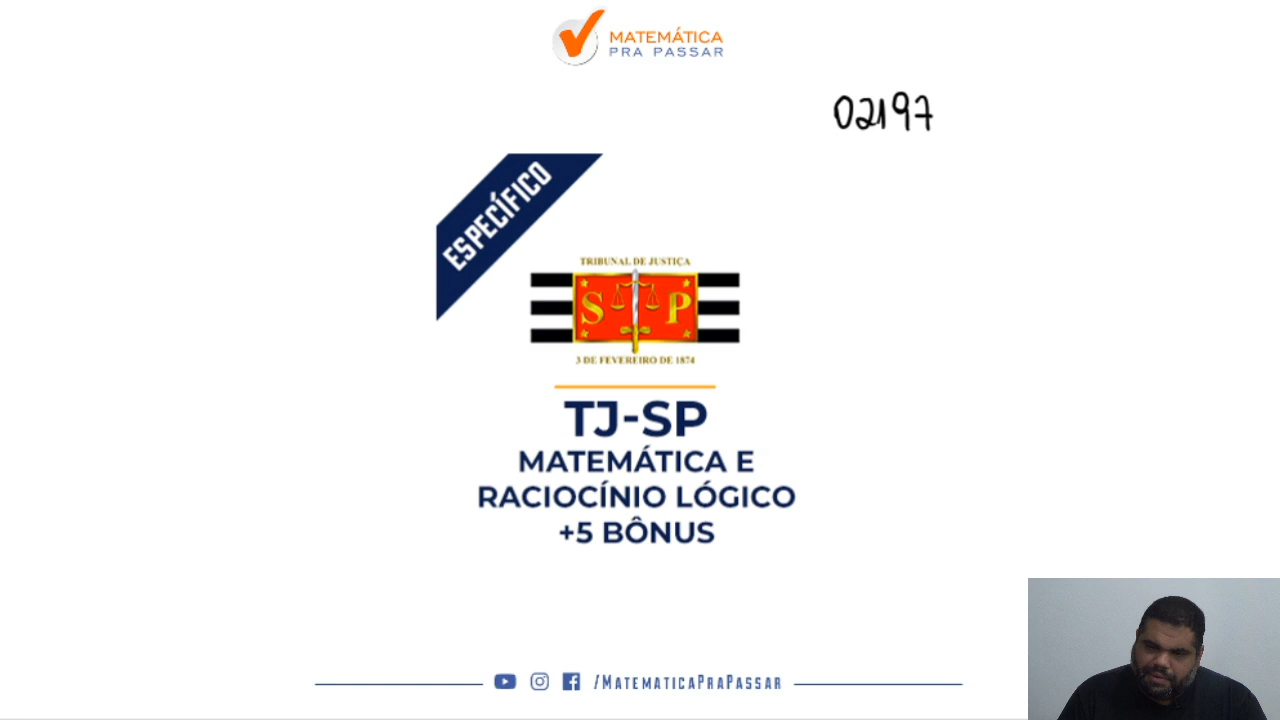 MATEMÁTICA
PRA PASSAR
02197
ESPECÍFICO
TRIBUNAL DE JUSTIÇA
S P
3 DE FEVEREIRO DE 1874
TJ-SP
MATEMÁTICA E
RACIOCÍNIO LÓGICO
+5 BÔNUS
/MATEMATICAPRAPASSAR